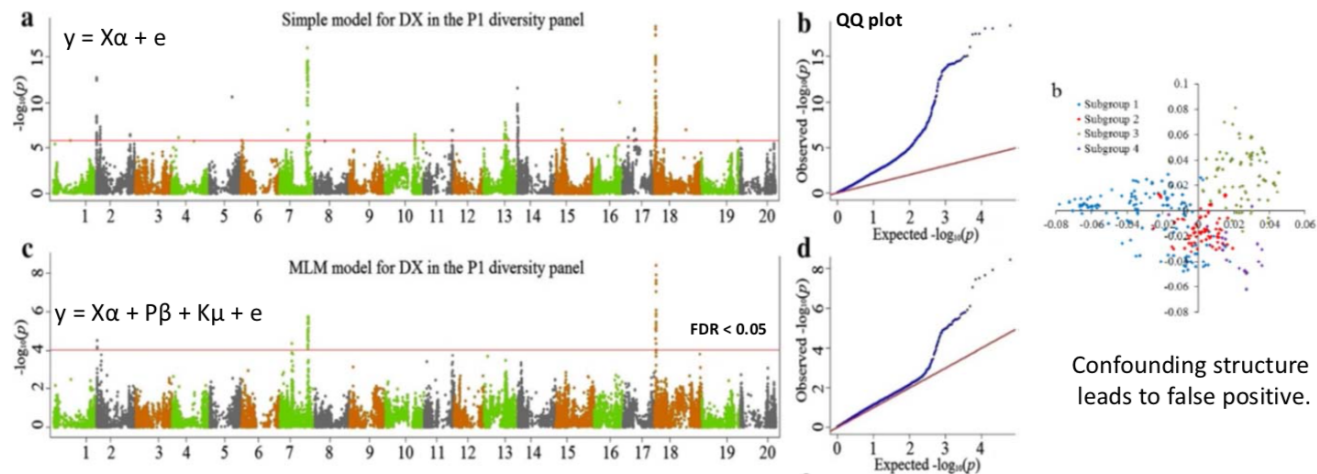 a
Simple model for DX in the P1 diversity panel
y = Xα + e
-log₁₀(p)
15
10
5
0
1 2 3 4 5 6 7 8 9 10 11 12 13 14 15 16 17 18 19 20
b
QQ plot
Observed -log₁₀(p)
15
10
5
0
0 1 2 3 4
Expected -log₁₀(p)
b
Subgroup 1
Subgroup 2
Subgroup 3
Subgroup 4
0.1
0.08
0.06
0.04
0.02
0
-0.02
-0.04
-0.06
-0.08
-0.08 -0.06 -0.04 -0.02 0 0.02 0.04 0.06
c
MLM model for DX in the P1 diversity panel
y = Xα + Pβ + Kμ + e
FDR < 0.05
-log₁₀(p)
8
6
4
2
0
1 2 3 4 5 6 7 8 9 10 11 12 13 14 15 16 17 18 19 20
d
Observed -log₁₀(p)
8
6
4
2
0
0 1 2 3 4
Expected -log₁₀(p)
Confounding structure
leads to false positive.